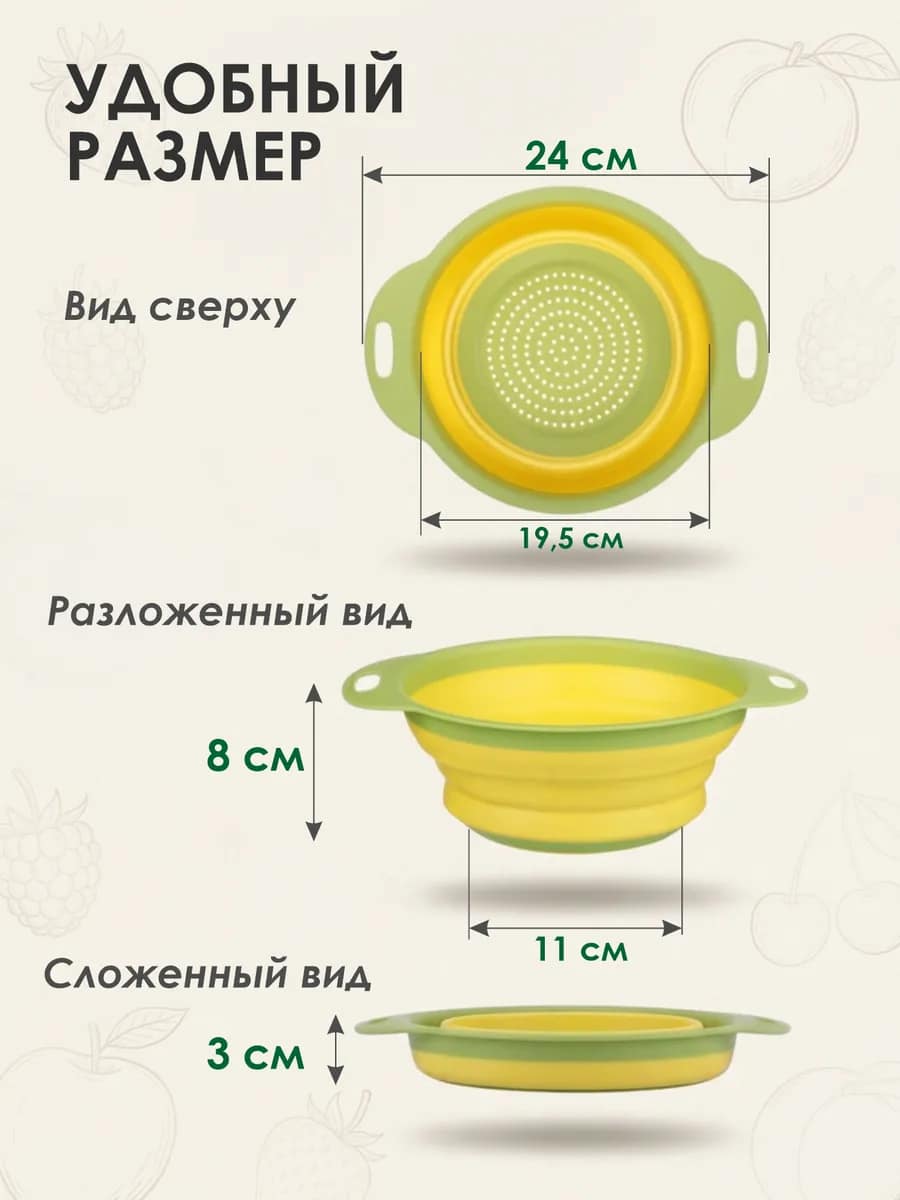 УДОБНЫЙ
РАЗМЕР
24 см
Вид сверху
19,5 см
Разложенный вид
8 см
11 см
Сложенный вид
3 см